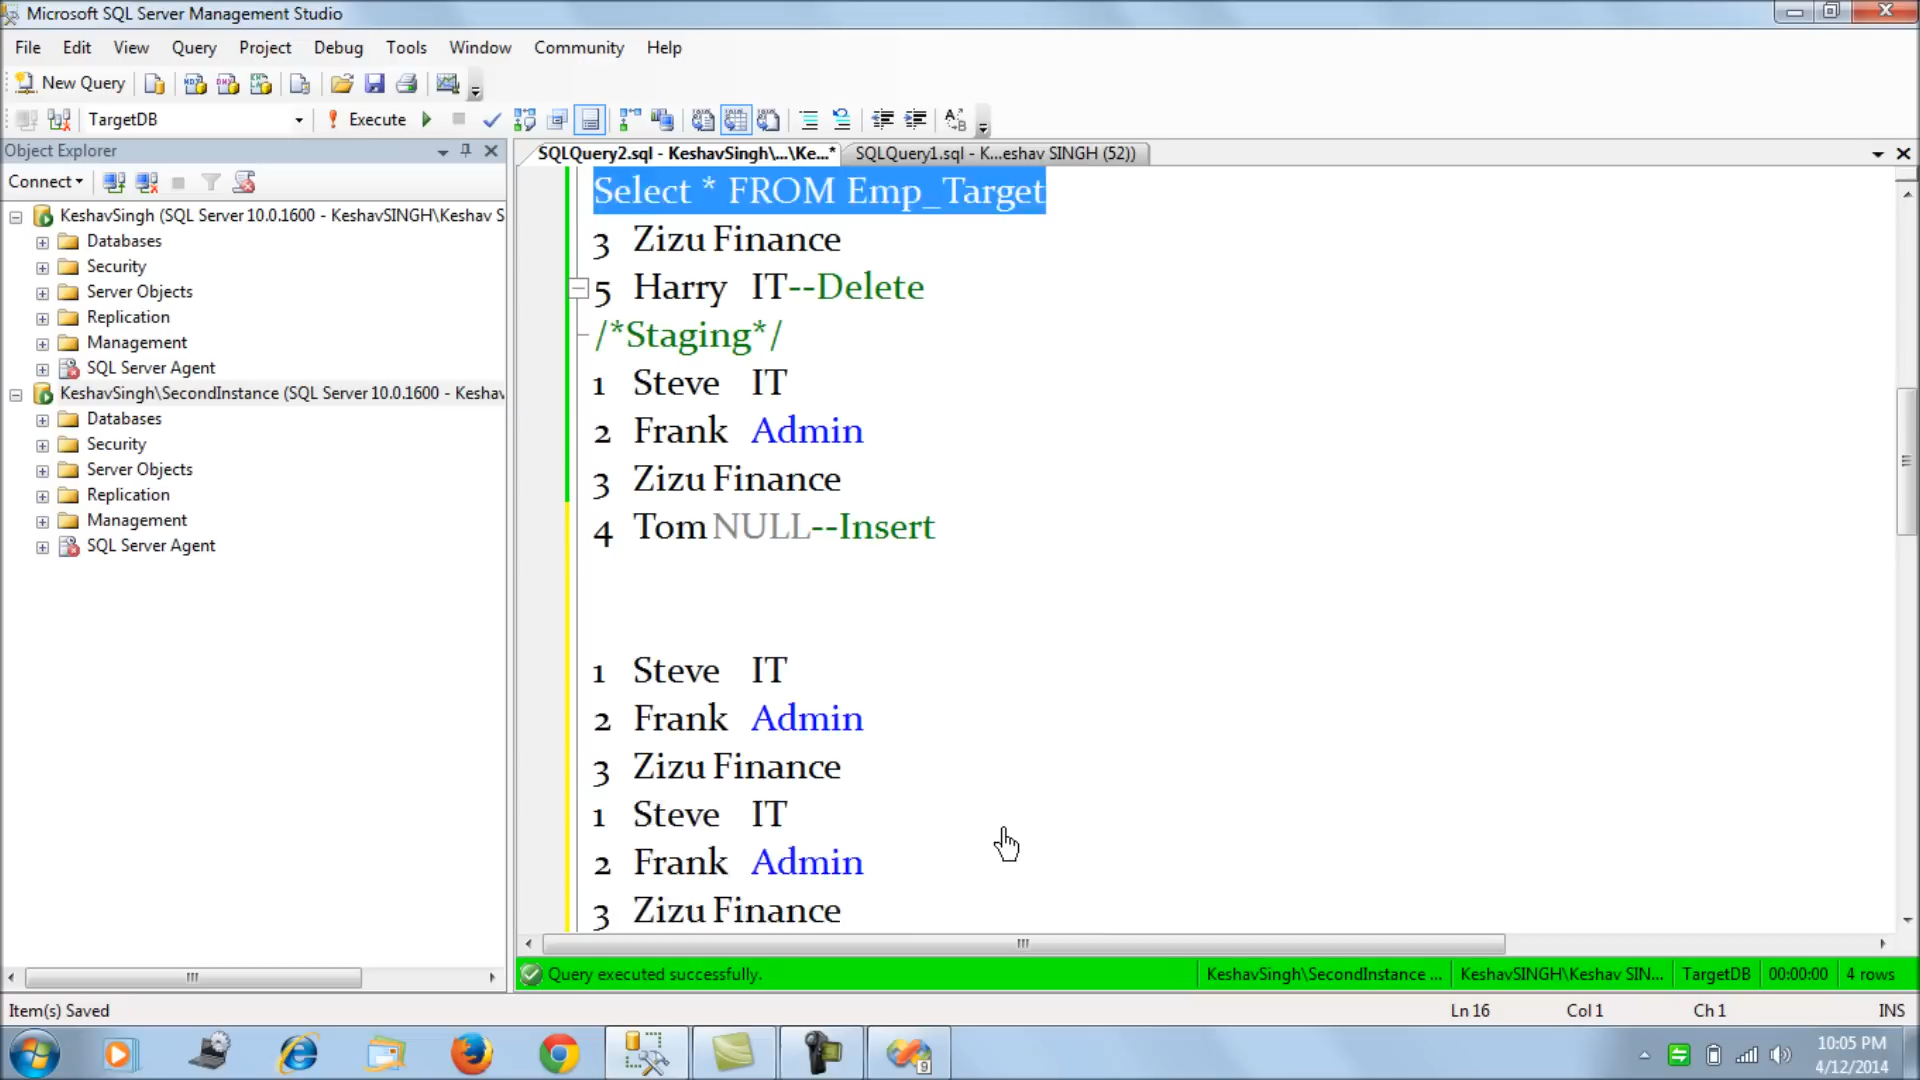 Microsoft SQL Server Management Studio
File Edit View Query Project Debug Tools Window Community Help
New Query
TargetDB Execute
Object Explorer
Connect
KeshavSingh (SQL Server 10.0.1600 - KeshavSINGH\Keshav S
Databases
Security
Server Objects
Replication
Management
SQL Server Agent
KeshavSingh\SecondInstance (SQL Server 10.0.1600 - Keshav
Databases
Security
Server Objects
Replication
Management
SQL Server Agent
SQLQuery2.sql - KeshavSingh\...\Ke...* SQLQuery1.sql - K...eshav SINGH (52))
Select * FROM Emp_Target
3 Zizu Finance
5 Harry IT--Delete
/*Staging*/
1 Steve IT
2 Frank Admin
3 Zizu Finance
4 Tom NULL--Insert
1 Steve IT
2 Frank Admin
3 Zizu Finance
1 Steve IT
2 Frank Admin
3 Zizu Finance
Query executed successfully. KeshavSingh\SecondInstance ... KeshavSINGH\Keshav SIN... TargetDB 00:00:00 4 rows
Item(s) Saved Ln 16 Col 1 Ch 1 INS
9
10:05 PM
4/12/2014